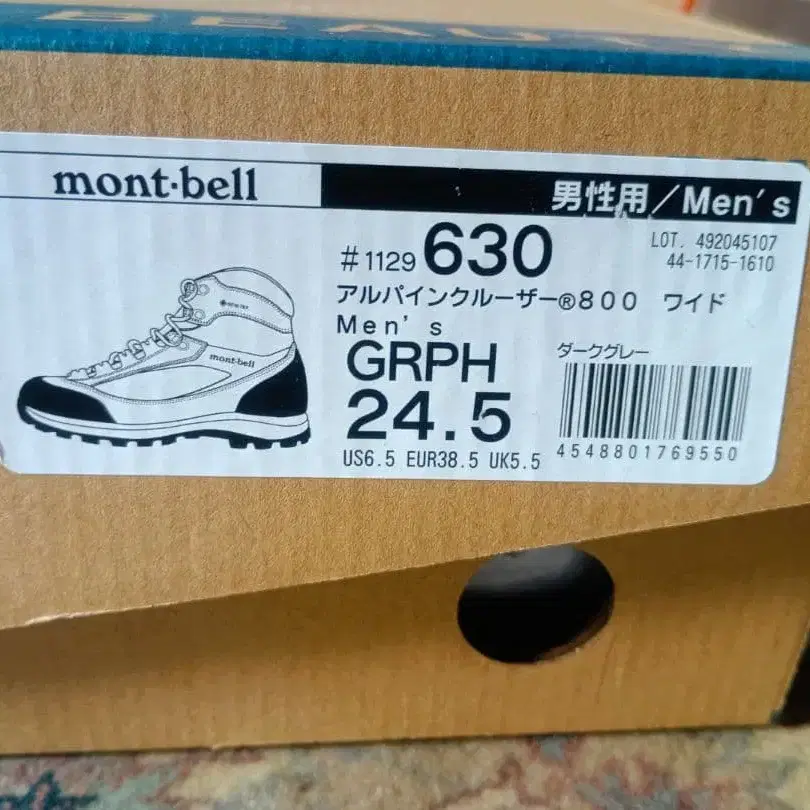 mont·bell
男性用/Men's
#1129 630
LOT. 492045107
44-1715-1610
アルパインクルーザー®800 ワイド
Men's
GRPH
ダークグレー
24.5
US6.5 EUR38.5 UK5.5
4548801769550
mont·bell